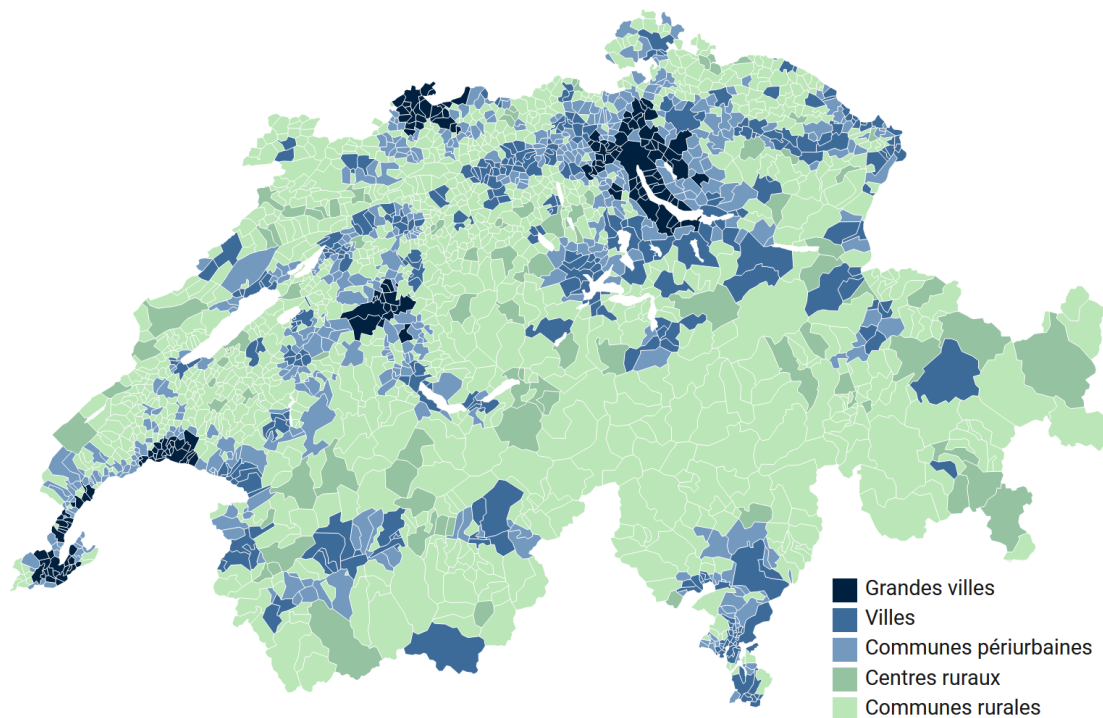 Grandes villes
Villes
Communes périurbaines
Centres ruraux
Communes rurales